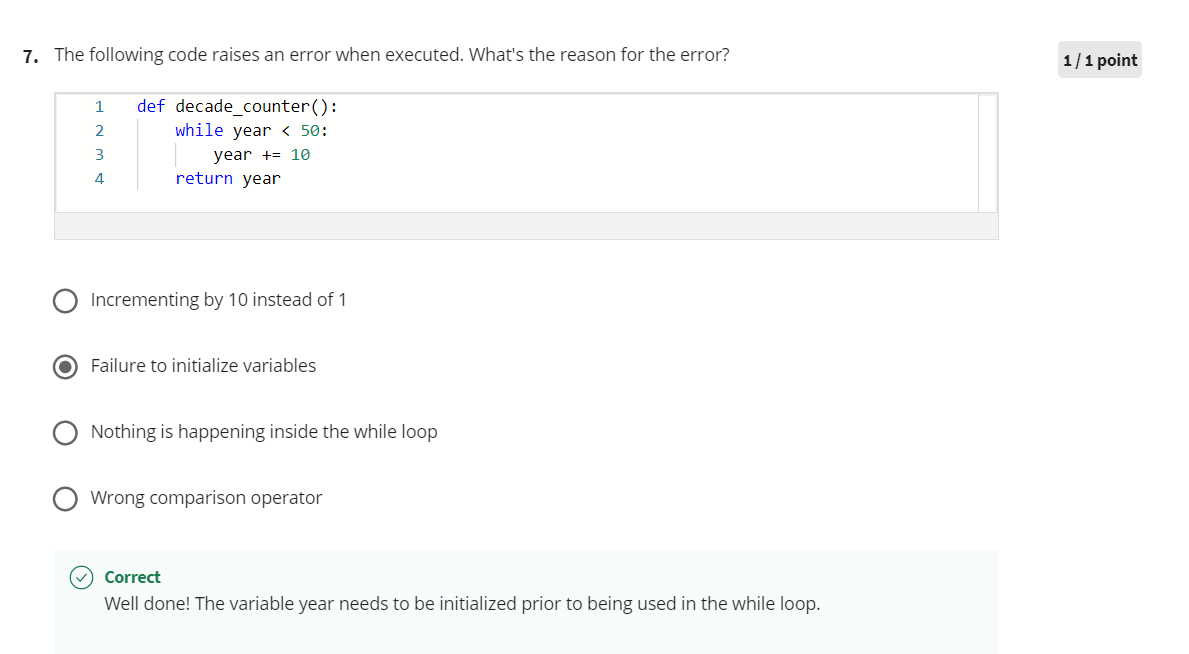 7. The following code raises an error when executed. What's the reason for the error?
1 / 1 point
1 def decade_counter():
2     while year < 50:
3         year += 10
4     return year
Incrementing by 10 instead of 1
Failure to initialize variables
Nothing is happening inside the while loop
Wrong comparison operator
Correct
Well done! The variable year needs to be initialized prior to being used in the while loop.